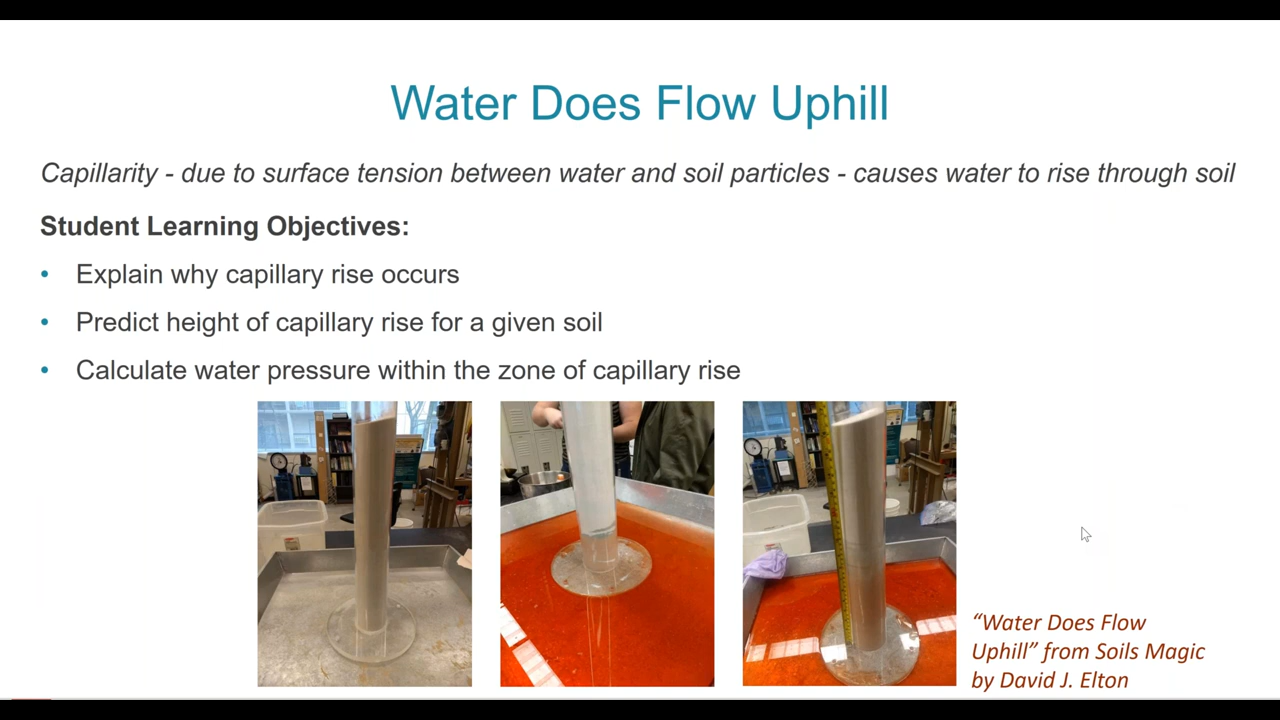 Water Does Flow Uphill
Capillarity - due to surface tension between water and soil particles - causes water to rise through soil
Student Learning Objectives:
• Explain why capillary rise occurs
• Predict height of capillary rise for a given soil
• Calculate water pressure within the zone of capillary rise
“Water Does Flow
Uphill” from Soils Magic
by David J. Elton